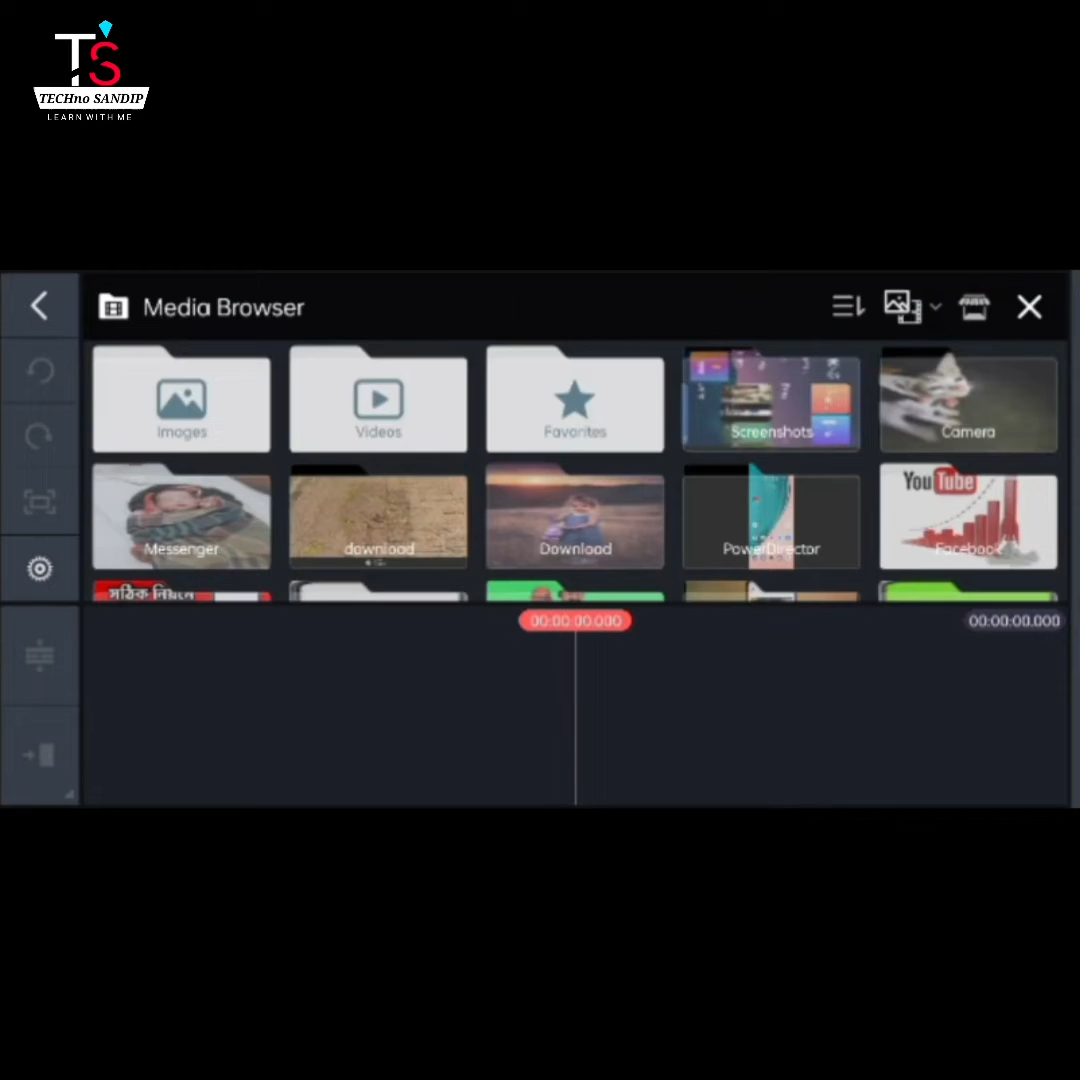 TS
TECHno SANDIP
LEARN WITH ME
Media Browser
Images
Videos
Favorites
Screenshots
Camera
Messenger
download
Download
PowerDirector
YouTube
Facebook
সঠিক নিয়মে
00:00:00.000
00:00:00.000